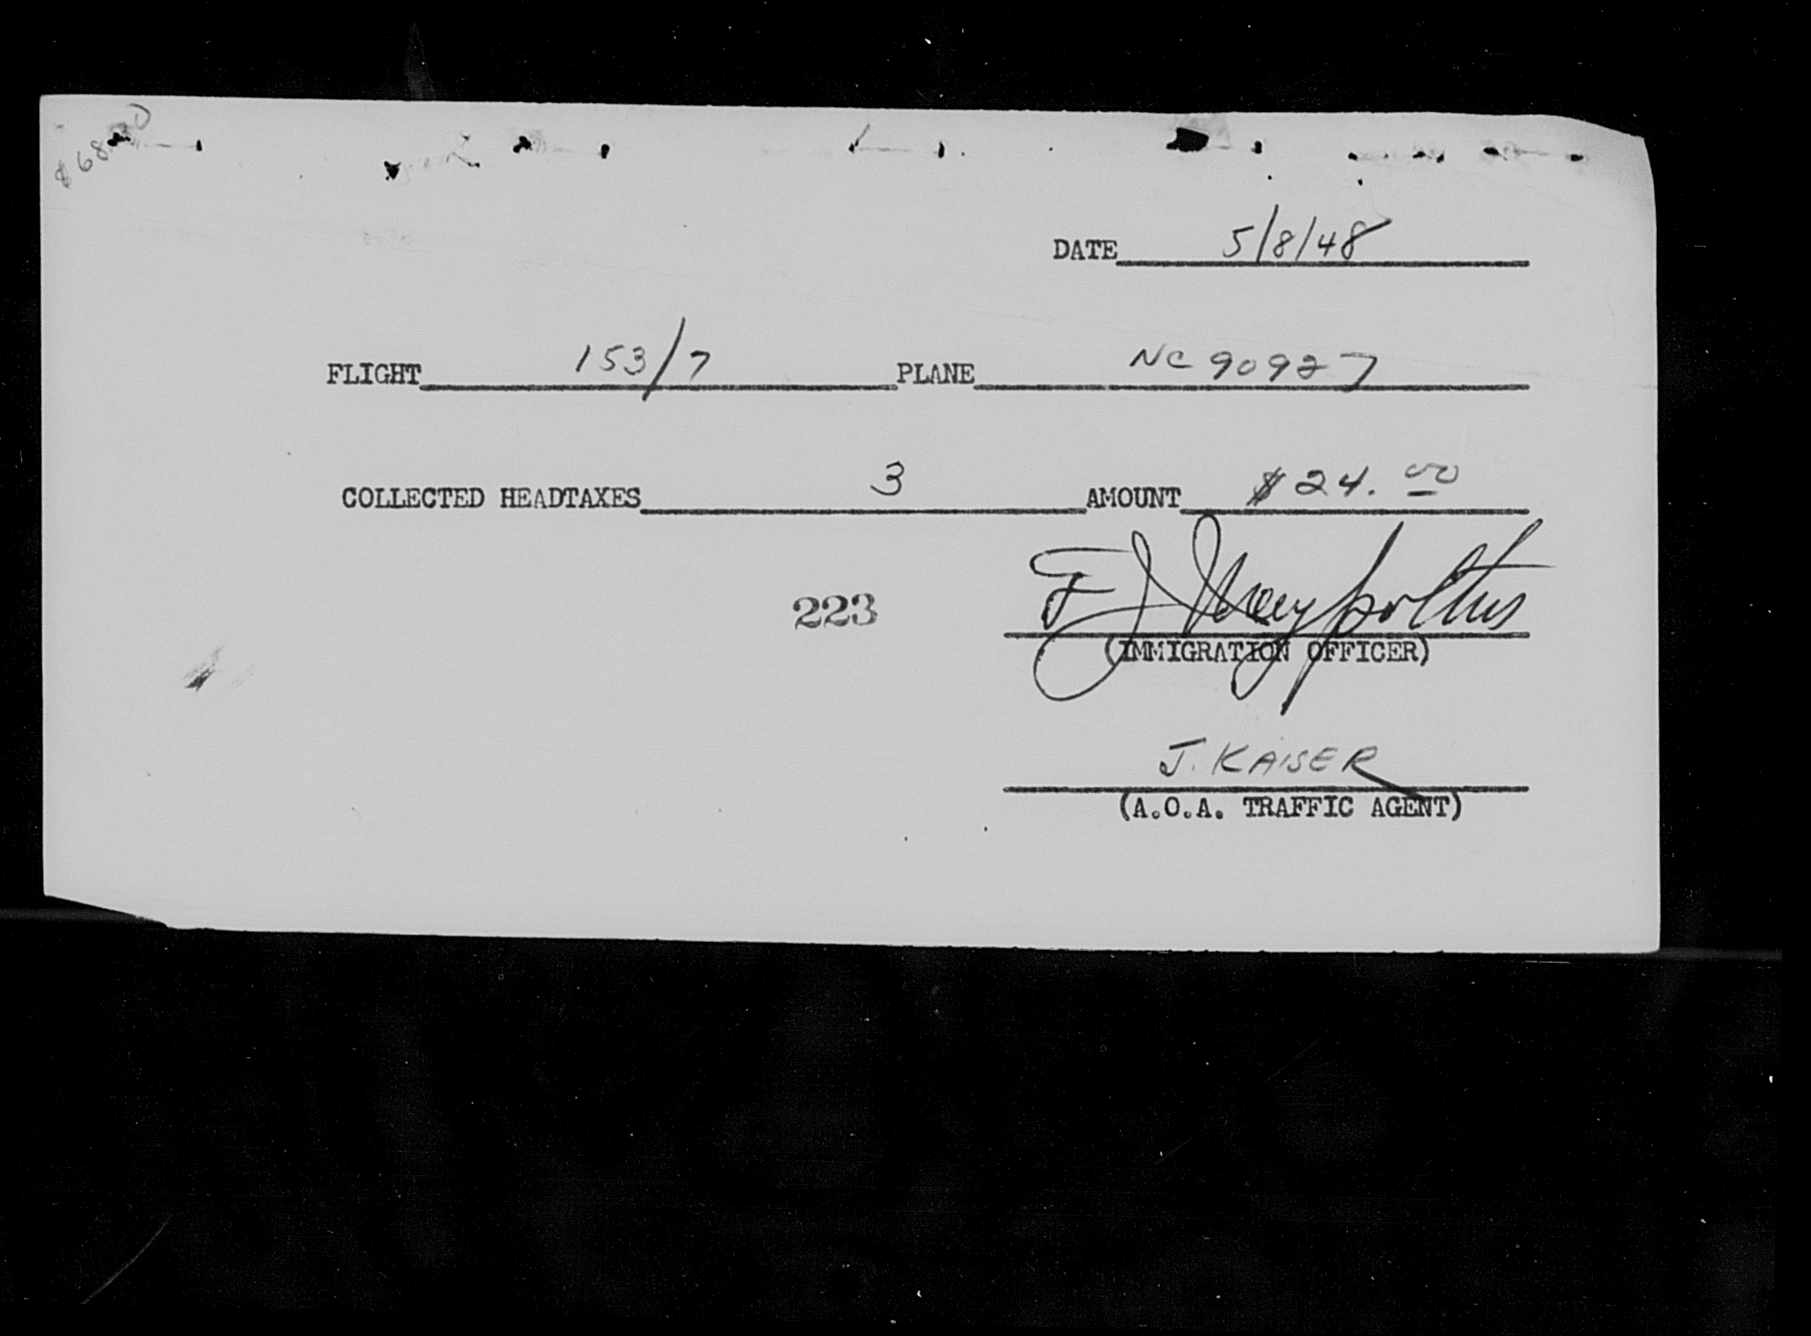 DATE 5/8/48
FLIGHT 153/7 PLANE NC 90927
COLLECTED HEADTAXES 3 AMOUNT $24.00
223
F J
(IMMIGRATION OFFICER)
J. KAISER
(A.O.A. TRAFFIC AGENT)